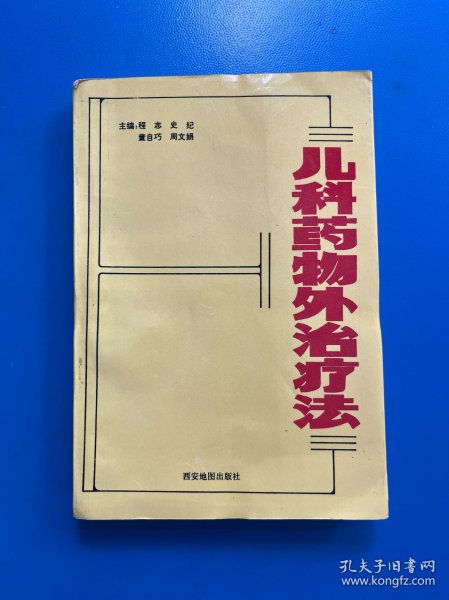 主编:程志 史纪
董自巧 周文娟
儿科药物外治疗法
西安地图出版社
孔夫子旧书网
www.kongfz.com